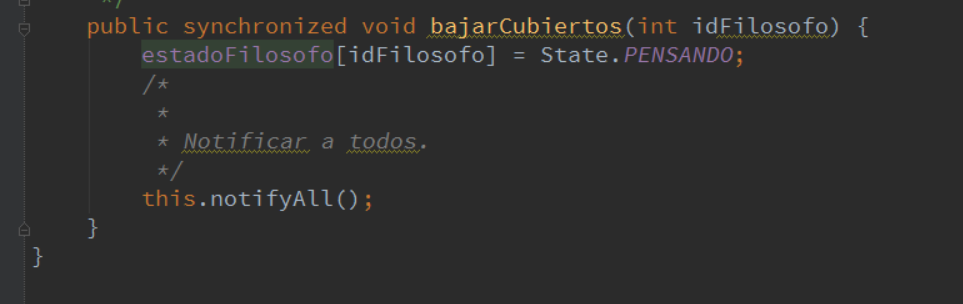 */
public synchronized void bajarCubiertos(int idFilosofo) {
estadoFilosofo[idFilosofo] = State.PENSANDO;
/*
*
* Notificar a todos.
*/
this.notifyAll();
}
}